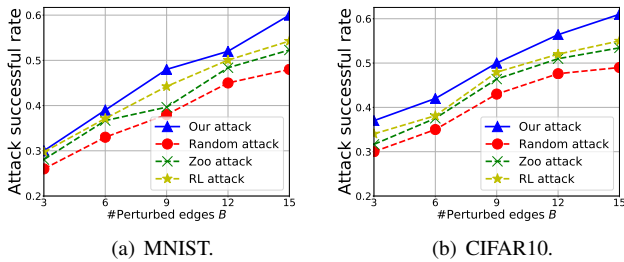 Attack successful rate
0.6
0.5
0.4
0.3
0.2
3
6
9
12
15
#Perturbed edges B
Our attack
Random attack
Zoo attack
RL attack
(a) MNIST.
Attack successful rate
0.6
0.5
0.4
0.3
0.2
3
6
9
12
15
#Perturbed edges B
Our attack
Random attack
Zoo attack
RL attack
(b) CIFAR10.